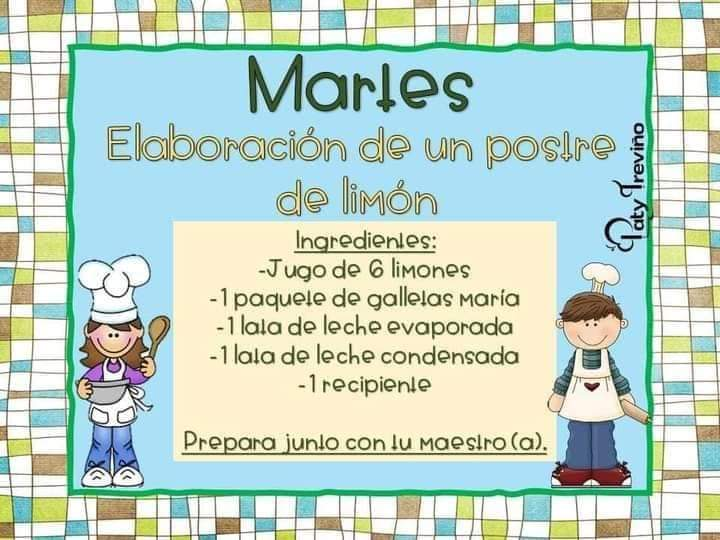 Martes
Elaboración de un postre
de limón
Paty Treviño
Ingredientes:
-Jugo de 6 limones
-1 paquete de galletas maría
-1 lata de leche evaporada
-1 lata de leche condensada
-1 recipiente
Prepara junto con tu maestro(a).